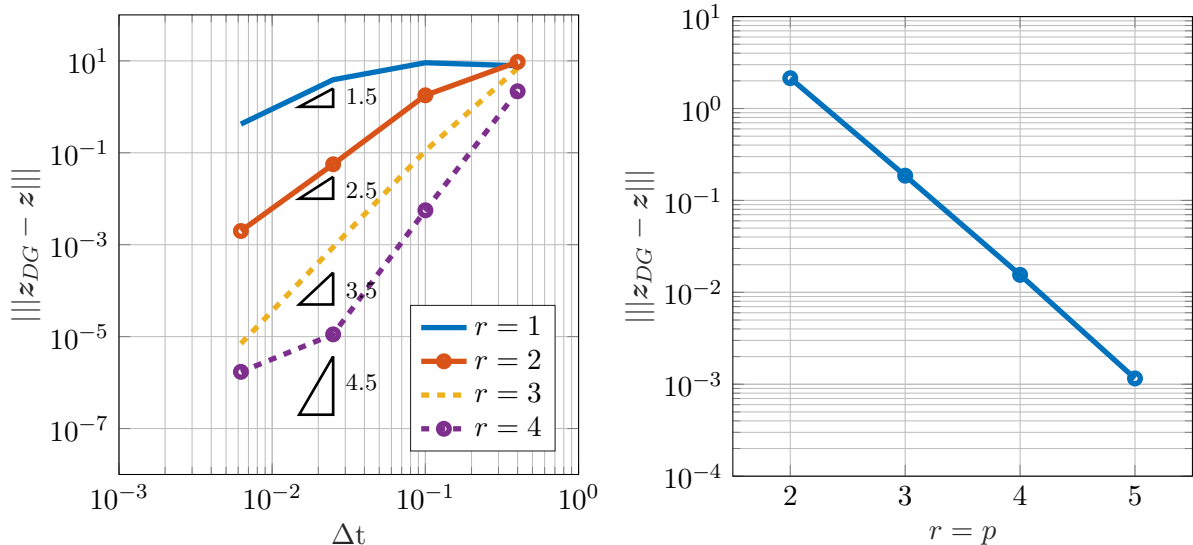 10^1
10^{-1}
10^{-3}
10^{-5}
10^{-7}
|||z_{DG} − z|||
1.5
2.5
3.5
4.5
r = 1
r = 2
r = 3
r = 4
10^{-3} 10^{-2} 10^{-1} 10^0
Δt
10^1
10^0
10^{-1}
10^{-2}
10^{-3}
10^{-4}
|||z_{DG} − z|||
2 3 4 5
r = p